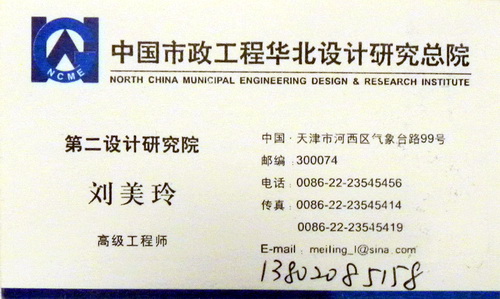 NCME
中国市政工程华北设计研究总院
NORTH CHINA MUNICIPAL ENGINEERING DESIGN & RESEARCH INSTITUTE
第二设计研究院
刘美玲
高级工程师
中国·天津市河西区气象台路99号
邮编:300074
电话:0086-22-23545456
传真:0086-22-23545414
0086-22-23545419
E-mail:meiling_l@sina.com
13802085158